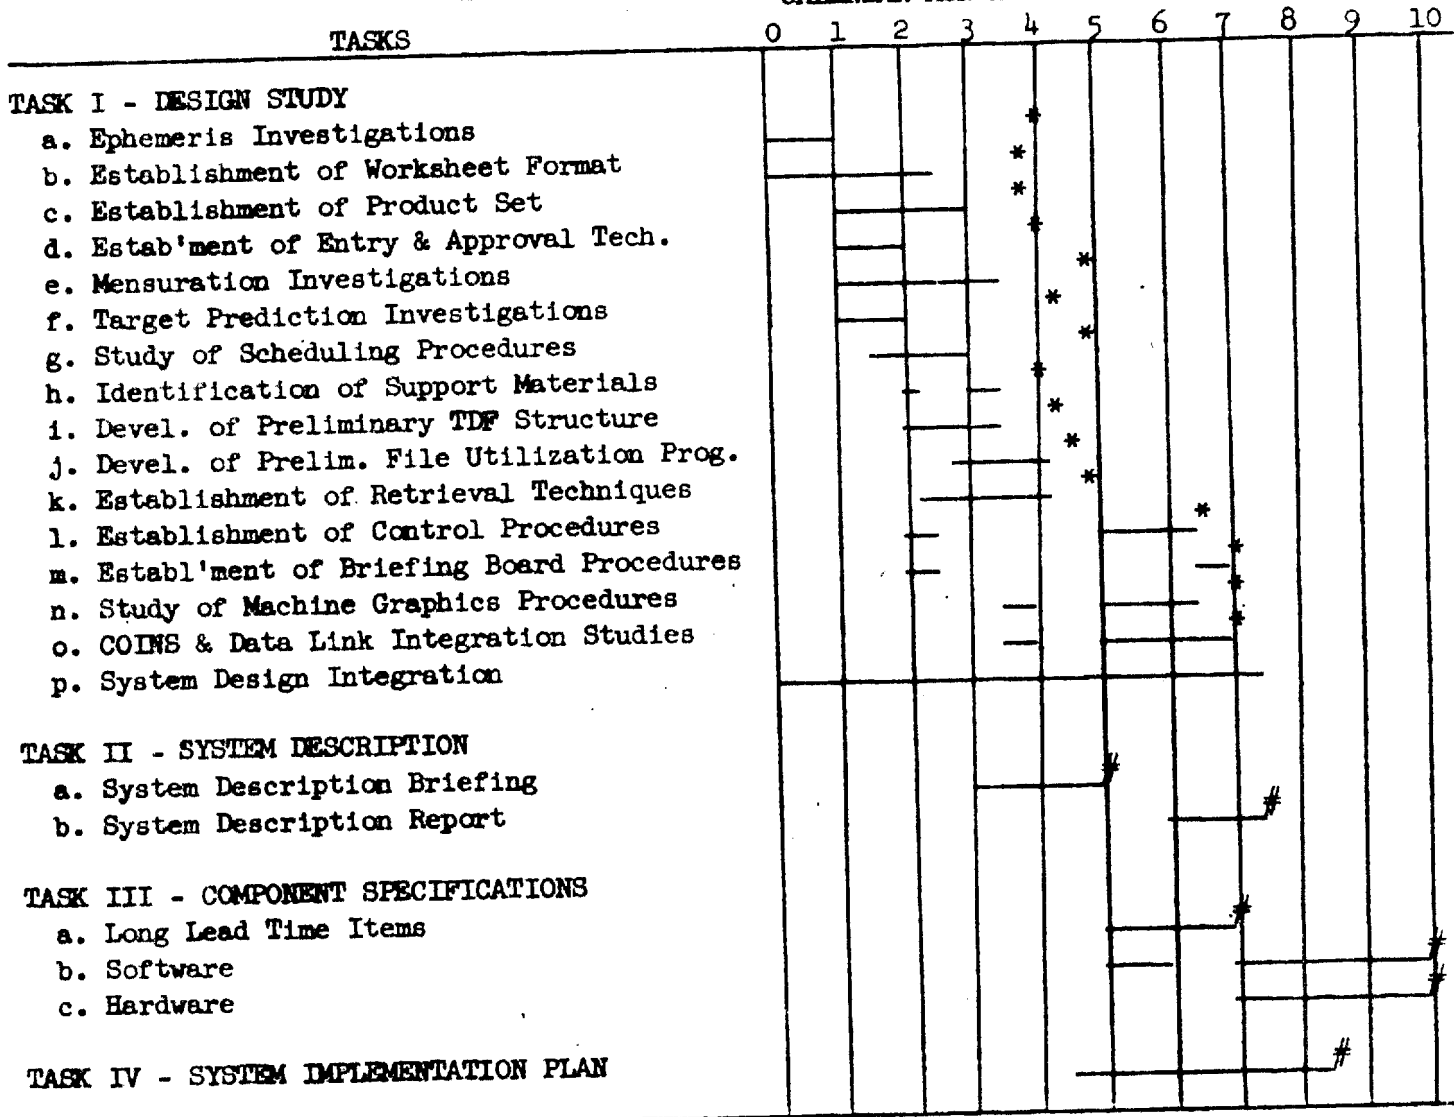 TASKS 0 1 2 3 4 5 6 7 8 9 10
TASK I - DESIGN STUDY
a. Ephemeris Investigations *
b. Establishment of Worksheet Format *
c. Establishment of Product Set *
d. Estab'ment of Entry & Approval Tech. *
e. Mensuration Investigations *
f. Target Prediction Investigations *
g. Study of Scheduling Procedures *
h. Identification of Support Materials *
i. Devel. of Preliminary TDF Structure *
j. Devel. of Prelim. File Utilization Prog. *
k. Establishment of Retrieval Techniques *
l. Establishment of Control Procedures *
m. Establ'ment of Briefing Board Procedures *
n. Study of Machine Graphics Procedures *
o. COINS & Data Link Integration Studies *
p. System Design Integration
TASK II - SYSTEM DESCRIPTION
a. System Description Briefing #
b. System Description Report #
TASK III - COMPONENT SPECIFICATIONS
a. Long Lead Time Items #
b. Software #
c. Hardware #
TASK IV - SYSTEM IMPLEMENTATION PLAN #